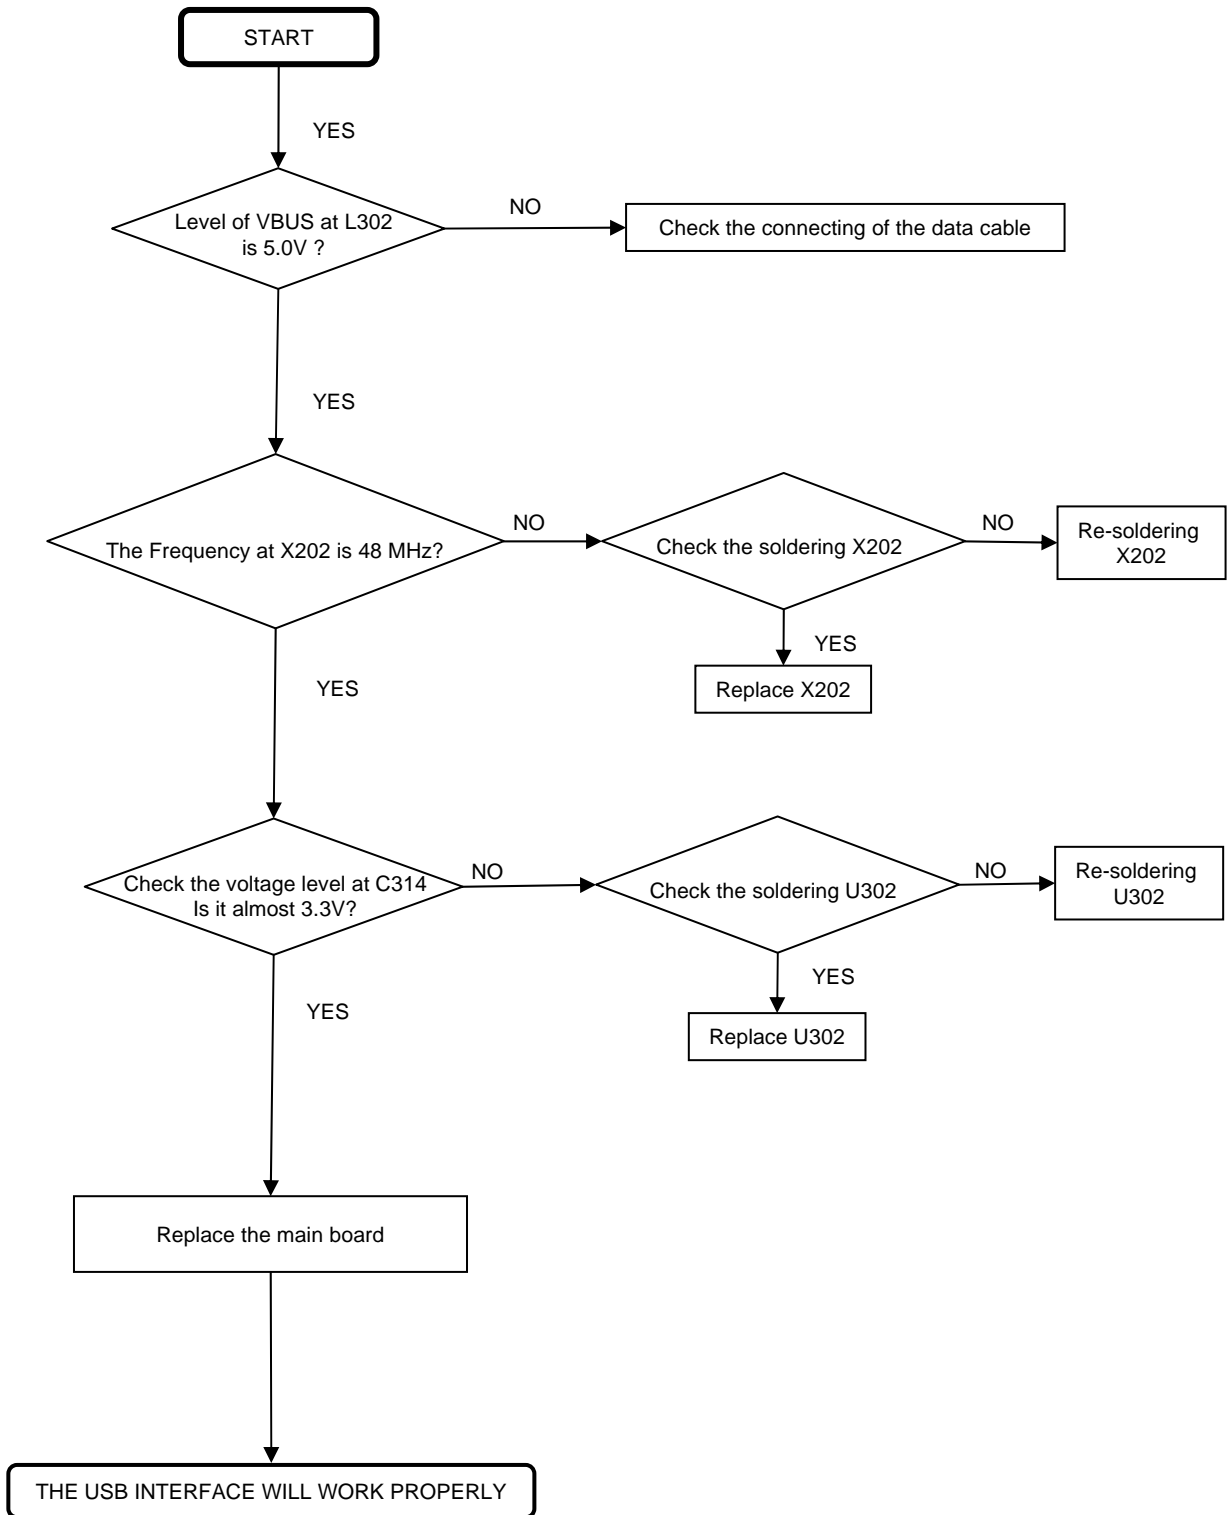 START
YES
Level of VBUS at L302
is 5.0V ?
NO
Check the connecting of the data cable
YES
The Frequency at X202 is 48 MHz?
NO
Check the soldering X202
NO
Re-soldering
X202
YES
Replace X202
YES
Check the voltage level at C314
Is it almost 3.3V?
NO
Check the soldering U302
NO
Re-soldering
U302
YES
Replace U302
YES
Replace the main board
THE USB INTERFACE WILL WORK PROPERLY